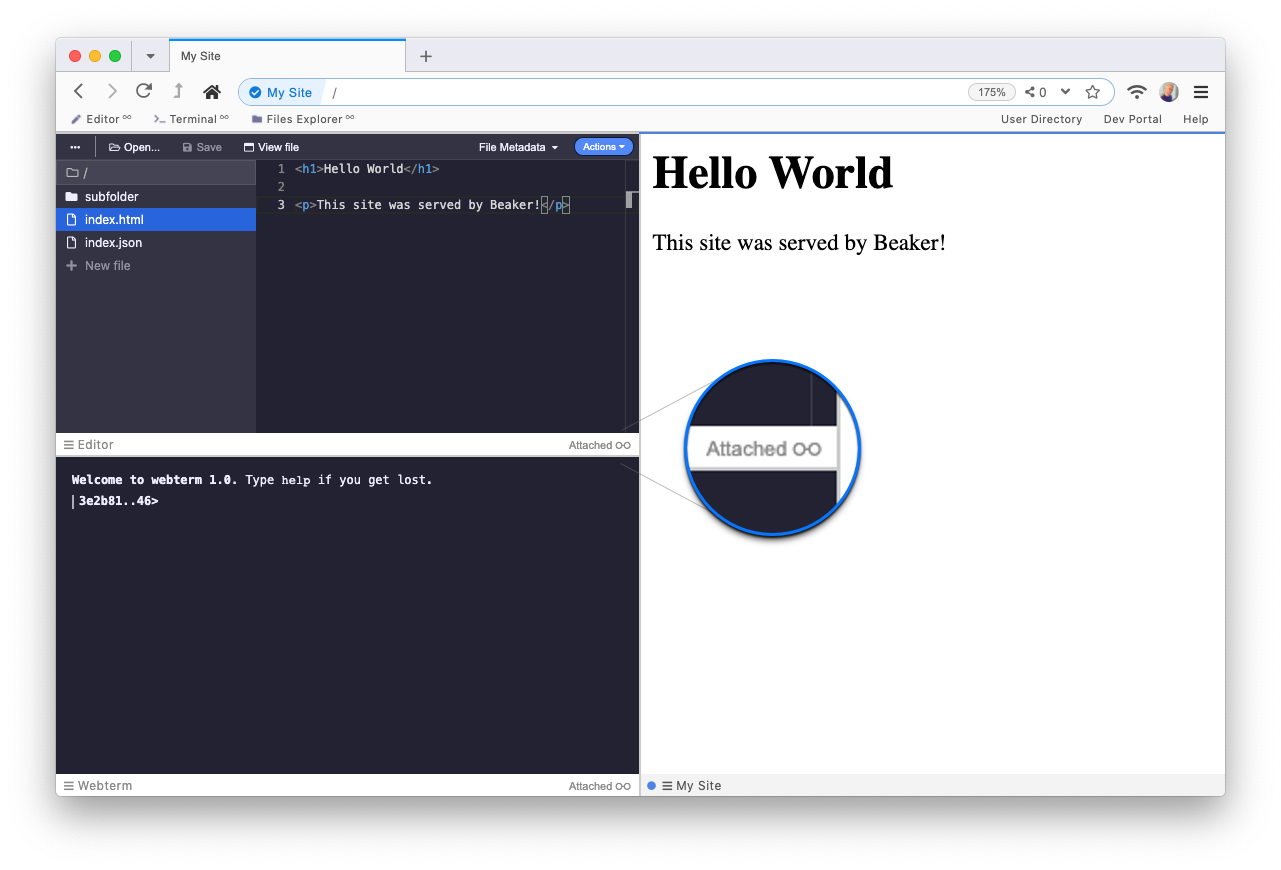 My Site
My Site /
175%
0
Editor
Terminal
Files Explorer
User Directory
Dev Portal
Help
Open...
Save
View file
File Metadata
Actions
/
subfolder
index.html
index.json
New file
1 <h1>Hello World</h1>
2
3 <p>This site was served by Beaker!</p>
Editor
Attached
Welcome to webterm 1.0. Type help if you get lost.
3e2b81..46>
Webterm
Attached
Hello World
This site was served by Beaker!
Attached
My Site